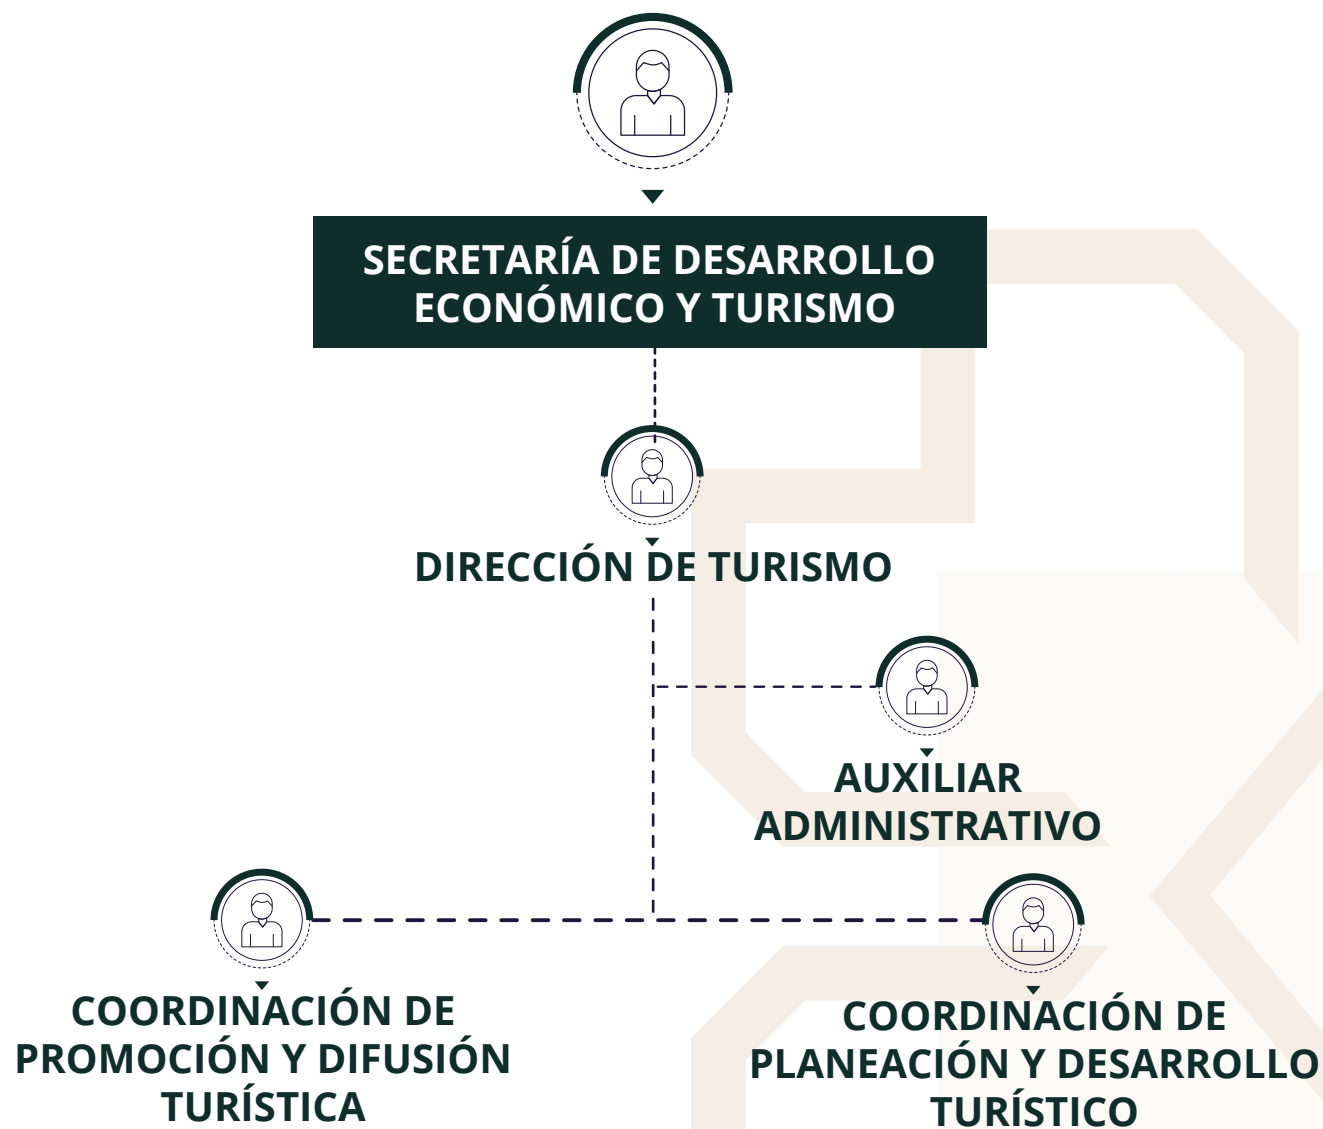 SECRETARÍA DE DESARROLLO
ECONÓMICO Y TURISMO
DIRECCIÓN DE TURISMO
AUXILIAR
ADMINISTRATIVO
COORDINACIÓN DE
PROMOCIÓN Y DIFUSIÓN
TURÍSTICA
COORDINACIÓN DE
PLANEACIÓN Y DESARROLLO
TURÍSTICO